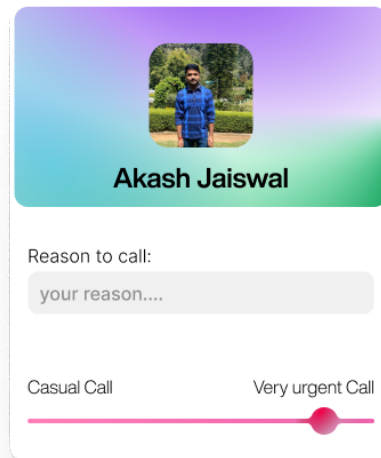 Akash Jaiswal
Reason to call:
your reason....
Casual Call Very urgent Call